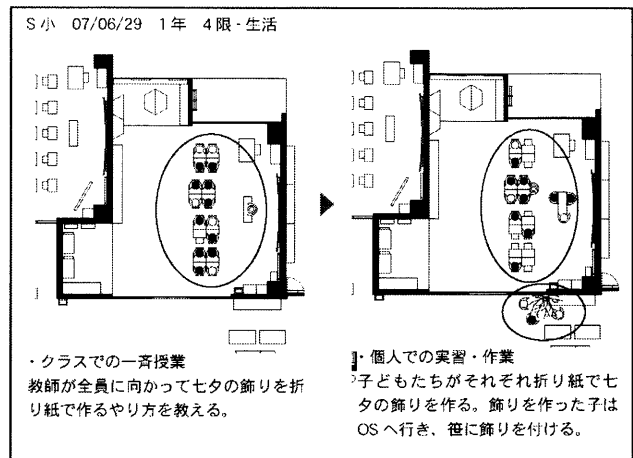 S小 07/06/29 1年 4限-生活
・クラスでの一斉授業
教師が全員に向かって七夕の飾りを折
り紙で作るやり方を教える。
・個人での実習・作業
子どもたちがそれぞれ折り紙で七
夕の飾りを作る。飾りを作った子は
OSへ行き、笹に飾りを付ける。